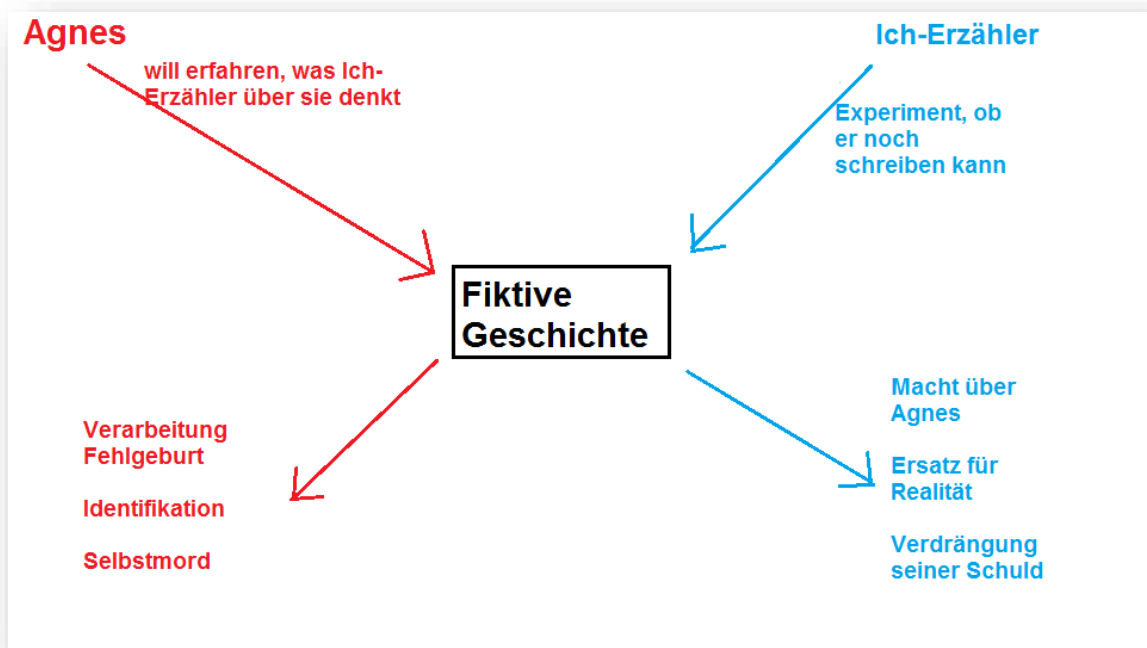 Agnes
will erfahren, was Ich-
Erzähler über sie denkt
Ich-Erzähler
Experiment, ob
er noch
schreiben kann
Fiktive
Geschichte
Verarbeitung
Fehlgeburt
Identifikation
Selbstmord
Macht über
Agnes
Ersatz für
Realität
Verdrängung
seiner Schuld